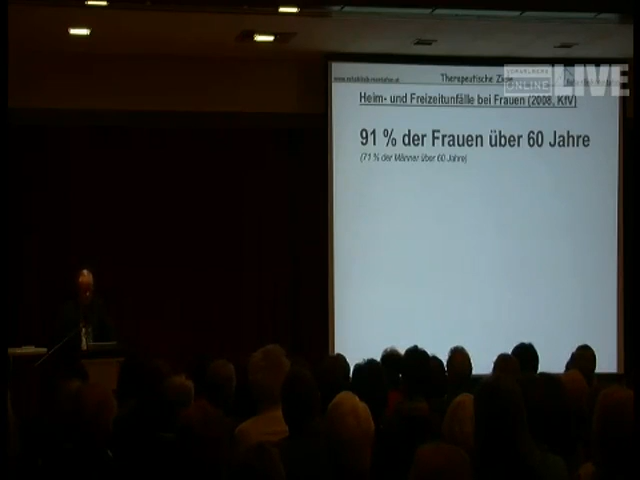 VORARLBERG
ONLINE
LIVE
Therapeutische
Heim- und Freizeitunfälle bei Frauen (2008, KfV)
91 % der Frauen über 60 Jahre
(71 % der Männer über 60 Jahre)